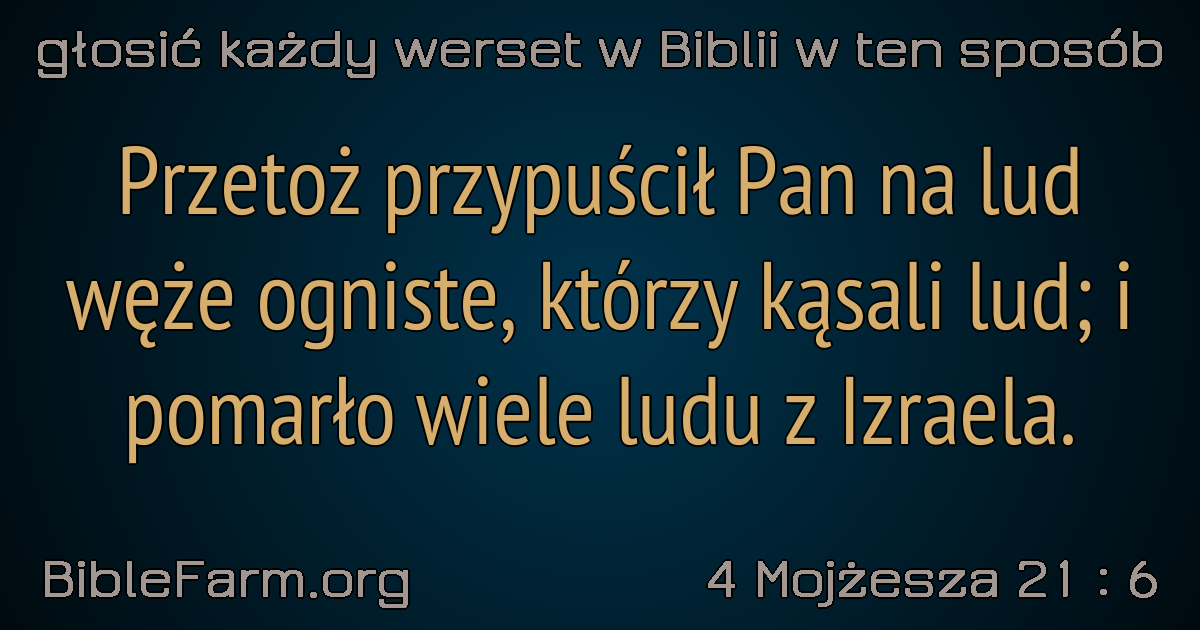 głosić każdy werset w Biblii w ten sposób
Przetoż przypuścił Pan na lud
węże ogniste, którzy kąsali lud; i
pomarło wiele ludu z Izraela.
BibleFarm.org
4 Mojżesza 21 : 6